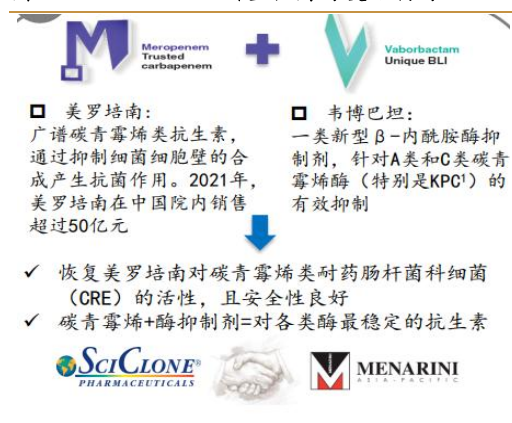 Meropenem
Trusted
carbapenem
Vaborbactam
Unique BLI
美罗培南：
广谱碳青霉烯类抗生素，
通过抑制细菌细胞壁的合
成产生抗菌作用。2021年，
美罗培南在中国院内销售
超过50亿元
韦博巴坦：
一类新型β-内酰胺酶抑
制剂，针对A类和C类碳青
霉烯酶（特别是KPC¹）的
有效抑制
✓ 恢复美罗培南对碳青霉烯类耐药肠杆菌科细菌
（CRE）的活性，且安全性良好
✓ 碳青霉烯+酶抑制剂=对各类酶最稳定的抗生素
SCICLONE®
PHARMACEUTICALS
MENARINI
ASIA-PACIFIC